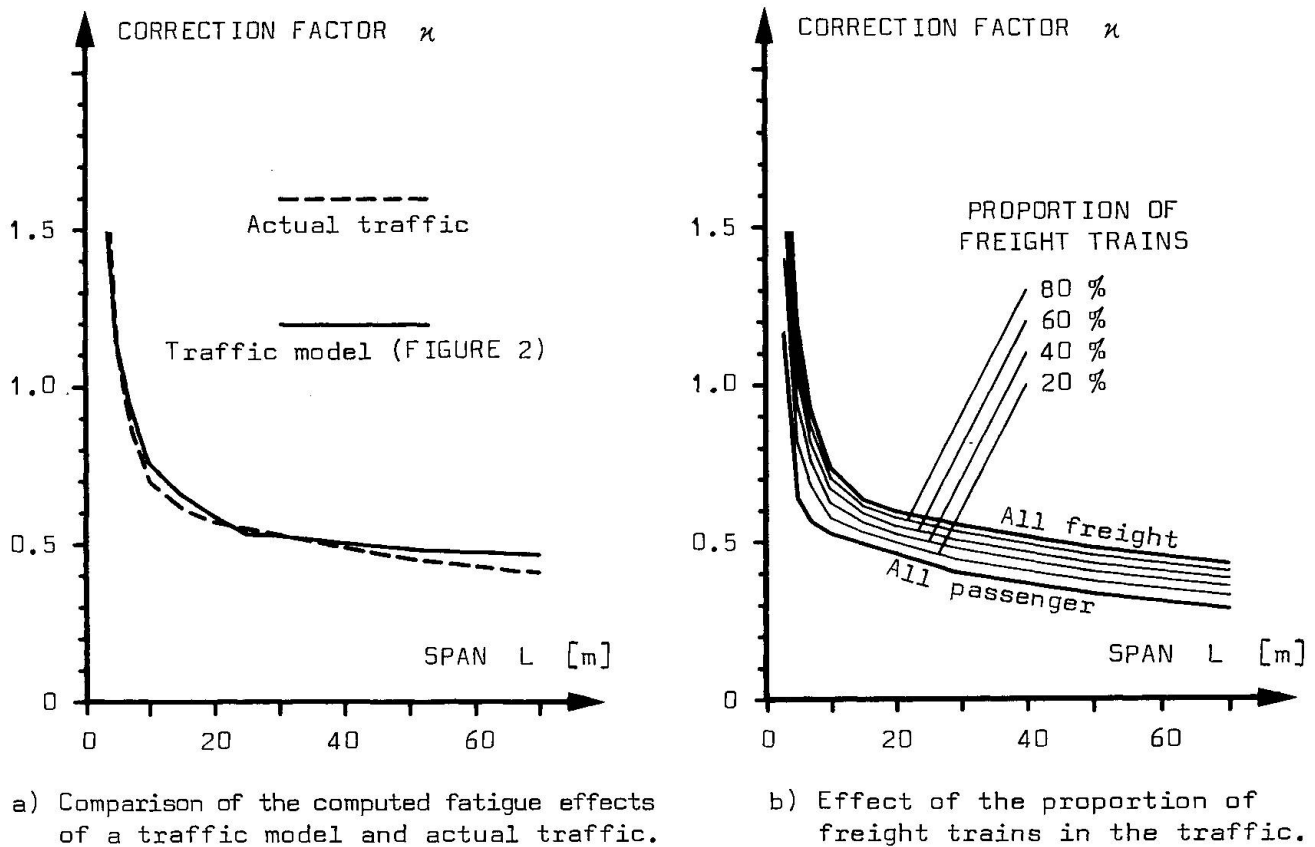 CORRECTION FACTOR ϰ
1.5
1.0
0.5
0
Actual traffic
Traffic model (FIGURE 2)
SPAN L [m]
0
20
40
60
a) Comparison of the computed fatigue effects
of a traffic model and actual traffic.
CORRECTION FACTOR ϰ
1.5
1.0
0.5
0
PROPORTION OF
FREIGHT TRAINS
80 %
60 %
40 %
20 %
All freight
All passenger
SPAN L [m]
0
20
40
60
b) Effect of the proportion of
freight trains in the traffic.